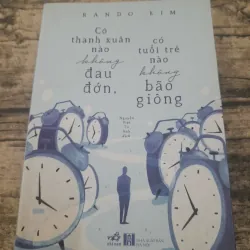 RANDO KIM
Có
thanh xuân
nào
không
đau
đớn,
có
tuổi trẻ
nào
không
bão
giông